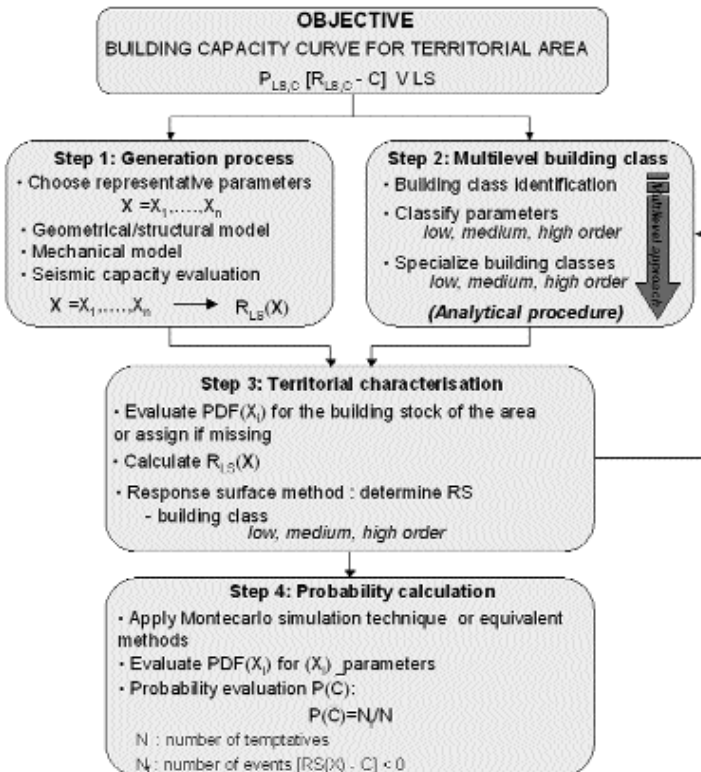 OBJECTIVE
BUILDING CAPACITY CURVE FOR TERRITORIAL AREA
P_LB,C [R_LB,C - C] V LS
Step 1: Generation process
· Choose representative parameters
X =X₁,....,Xₙ
· Geometrical/structural model
· Mechanical model
· Seismic capacity evaluation
X =X₁,....,Xₙ → R_LS(X)
Step 2: Multilevel building class
· Building class identification
· Classify parameters
low, medium, high order
· Specialize building classes
low, medium, high order
(Analytical procedure)
Multilevel approach
Step 3: Territorial characterisation
· Evaluate PDF(Xᵢ) for the building stock of the area
or assign if missing
· Calculate R_LS(X)
· Response surface method : determine RS
- building class
low, medium, high order
Step 4: Probability calculation
· Apply Montecarlo simulation technique or equivalent
methods
· Evaluate PDF(Xᵢ) for (Xᵢ) _parameters
· Probability evaluation P(C):
P(C)=Nf/N
N : number of temptatives
Nf : number of events [RS(X) - C] < 0